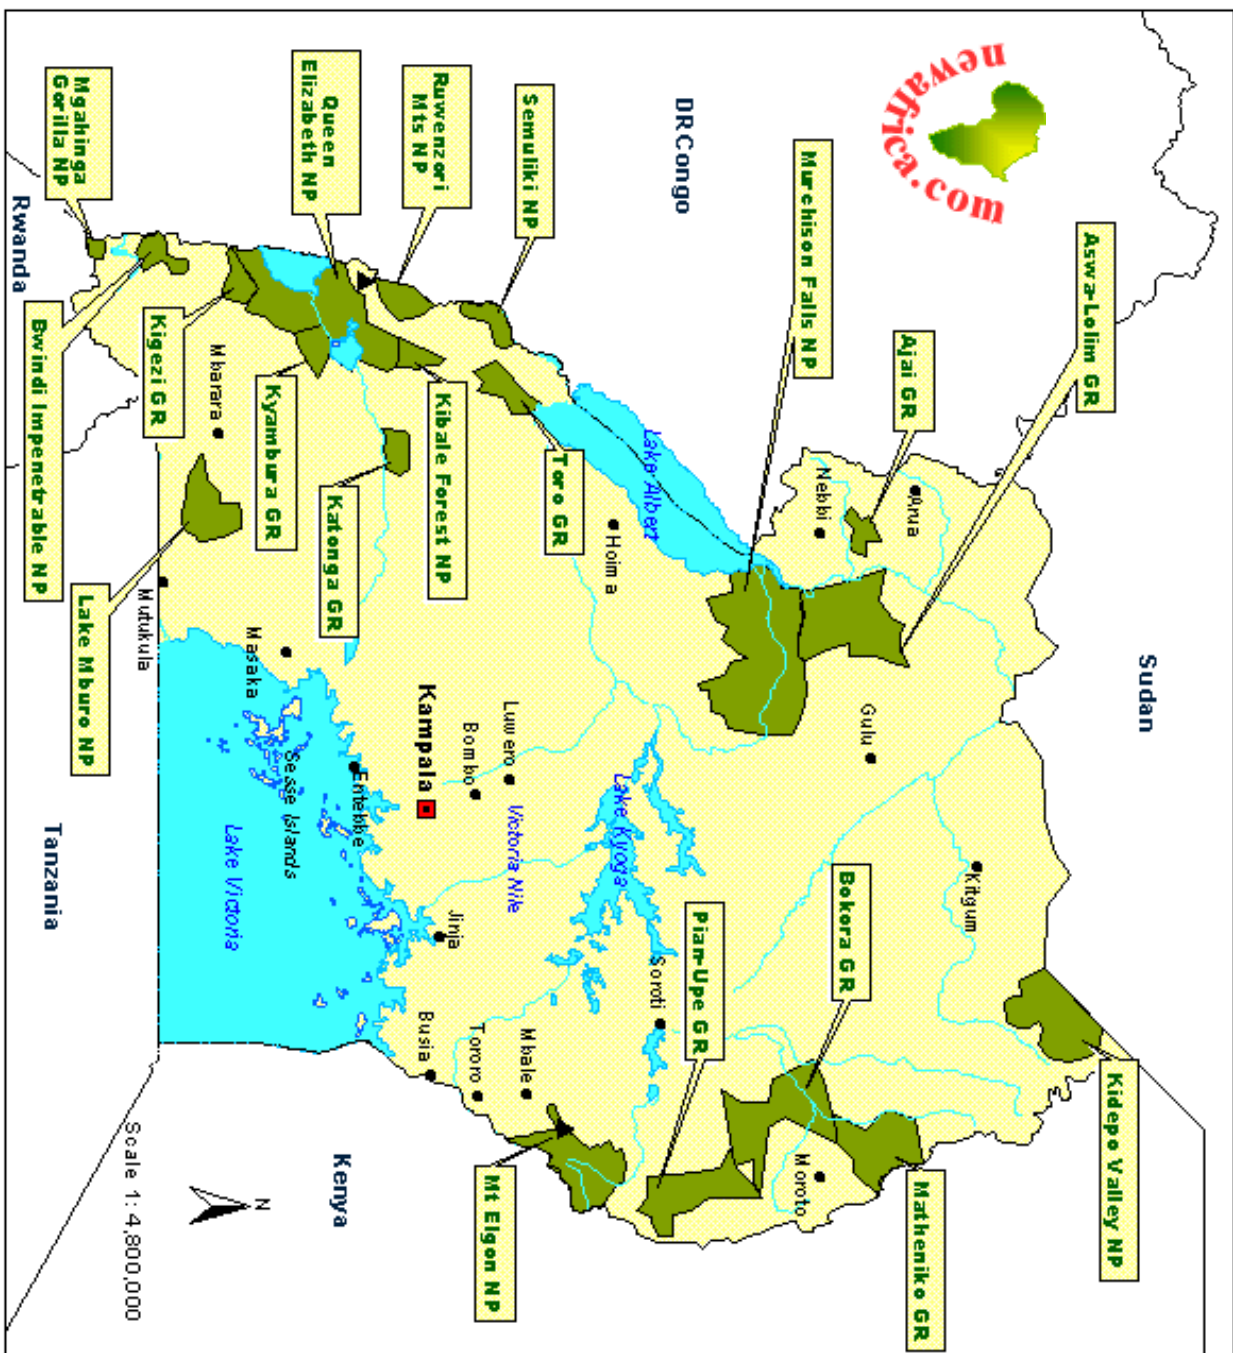 newafrica.com
Sudan
DRCongo
Rwanda
Tanzania
Kenya
Aswa-Lolim GR
Ajai GR
Murchison Falls NP
Semuliki NP
Ruwenzori
Mts NP
Queen
Elizabeth NP
Mgahinga
Gorilla NP
Bwindi Impenetrable NP
Kigezi GR
Kyambura GR
Kibale Forest NP
Katonga GR
Toro GR
Lake Mburo NP
Kidepo Valley NP
Matheniko GR
Bokora GR
Pian-Upe GR
Mt Elgon NP
Arua
Nebbi
Gulu
Kitgum
Moroto
Soroti
Hoima
Lake Albert
Lake Kyoga
Victoria Nile
Luwero
Bombo
Kampala
Entebbe
Jinja
Mbale
Tororo
Busia
Mbarara
Masaka
Mutukula
Sesse Islands
Lake Victoria
N
Scale 1: 4,800,000